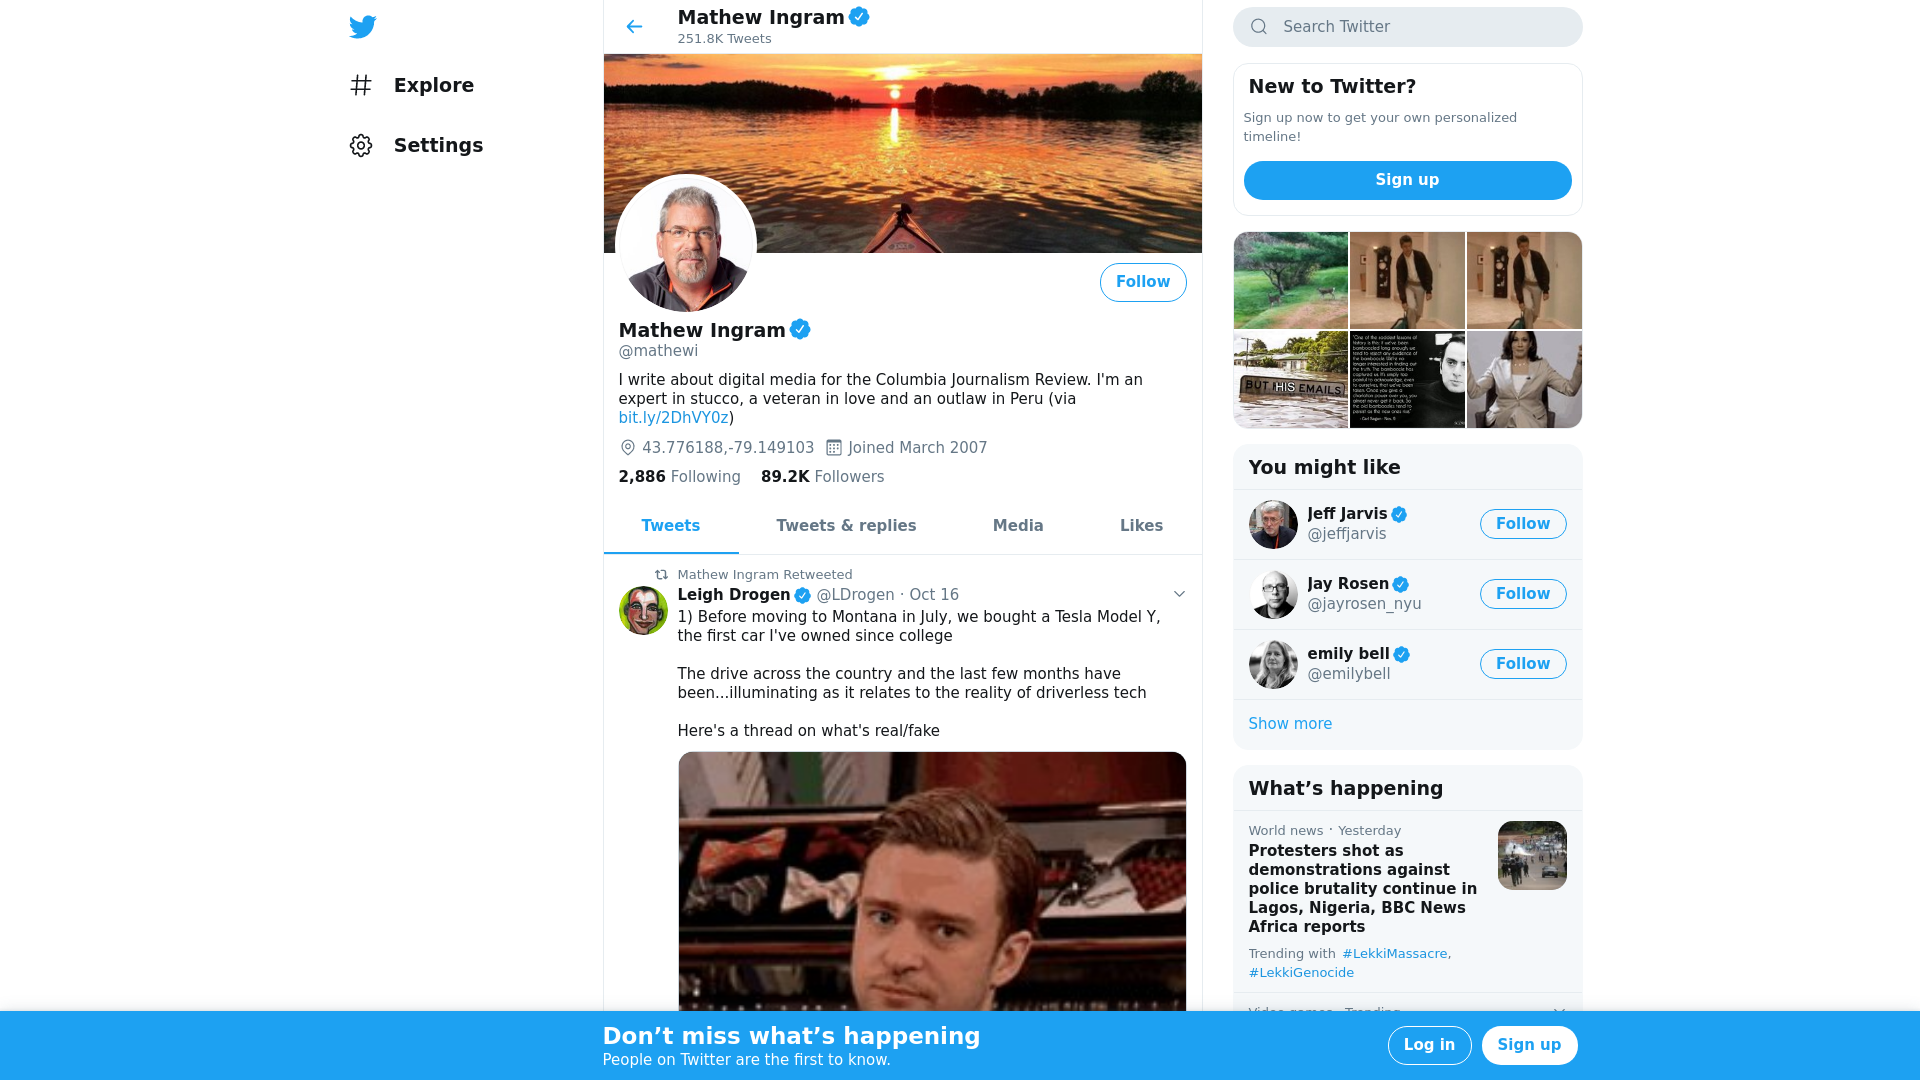 Explore
Settings
Mathew Ingram
251.8K Tweets
Follow
Mathew Ingram
@mathewi
I write about digital media for the Columbia Journalism Review. I'm an
expert in stucco, a veteran in love and an outlaw in Peru (via
bit.ly/2DhVY0z)
43.776188,-79.149103 Joined March 2007
2,886 Following 89.2K Followers
Tweets Tweets & replies Media Likes
Mathew Ingram Retweeted
Leigh Drogen @LDrogen · Oct 16
1) Before moving to Montana in July, we bought a Tesla Model Y,
the first car I've owned since college
The drive across the country and the last few months have
been...illuminating as it relates to the reality of driverless tech
Here's a thread on what's real/fake
Search Twitter
New to Twitter?
Sign up now to get your own personalized
timeline!
Sign up
BUT HIS EMAILS
You might like
Jeff Jarvis
@jeffjarvis
Follow
Jay Rosen
@jayrosen_nyu
Follow
emily bell
@emilybell
Follow
Show more
What’s happening
World news · Yesterday
Protesters shot as
demonstrations against
police brutality continue in
Lagos, Nigeria, BBC News
Africa reports
Trending with #LekkiMassacre,
#LekkiGenocide
Video games · Trending
Don’t miss what’s happening
People on Twitter are the first to know.
Log in
Sign up